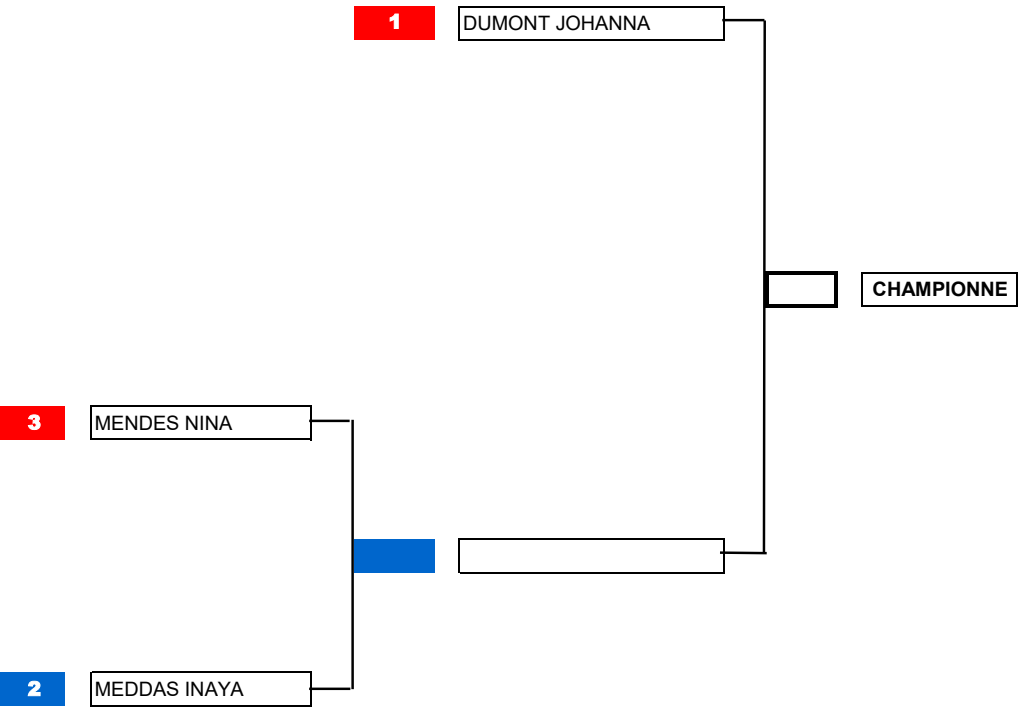 1 DUMONT JOHANNA
CHAMPIONNE
3 MENDES NINA
2 MEDDAS INAYA